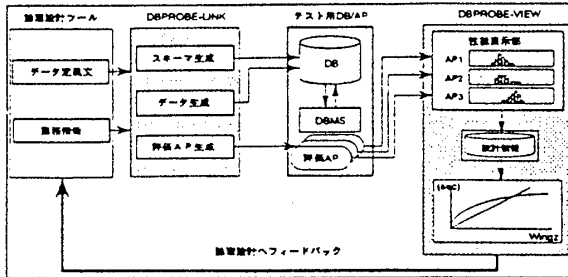 論理設計ツール
データ定義文
業務情報
DBPROBE-LINK
スキーマ生成
データ生成
評価AP生成
テスト用DB/AP
DB
DBMS
評価AP
DBPROBE-VIEW
性能表示部
AP1
AP2
AP3
統計情報
(sec)
Wingz
論理設計へフィードバック